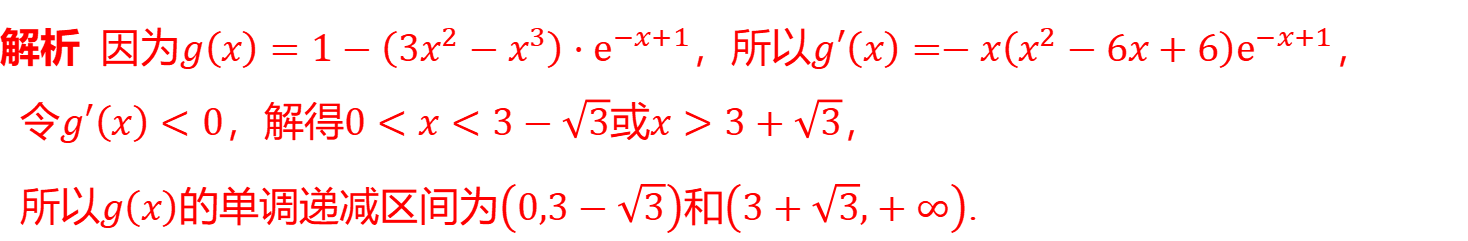 解析 因为g(x) = 1 − (3x² − x³) · e⁻ˣ⁺¹, 所以g′(x) =− x(x² − 6x + 6)e⁻ˣ⁺¹,
令g′(x) < 0, 解得0 < x < 3 − √3或x > 3 + √3,
所以g(x)的单调递减区间为(0,3 − √3)和(3 + √3, + ∞).